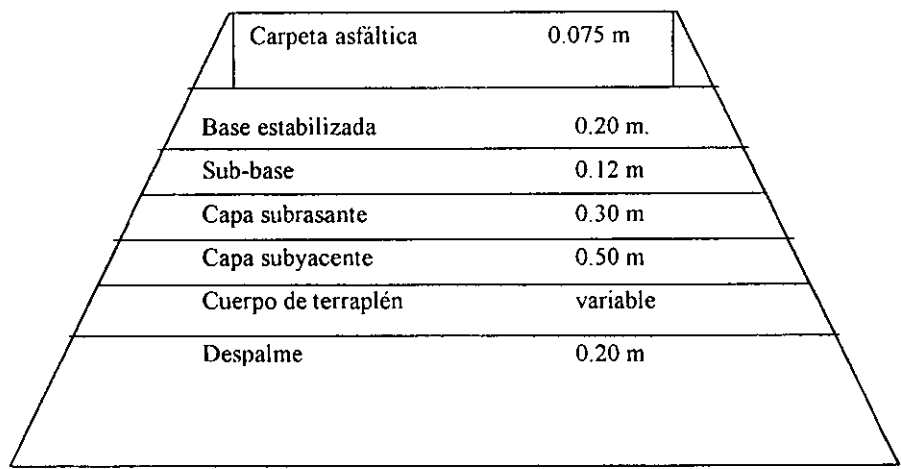 Carpeta asfáltica 0.075 m
Base estabilizada 0.20 m.
Sub-base 0.12 m
Capa subrasante 0.30 m
Capa subyacente 0.50 m
Cuerpo de terraplén variable
Despalme 0.20 m